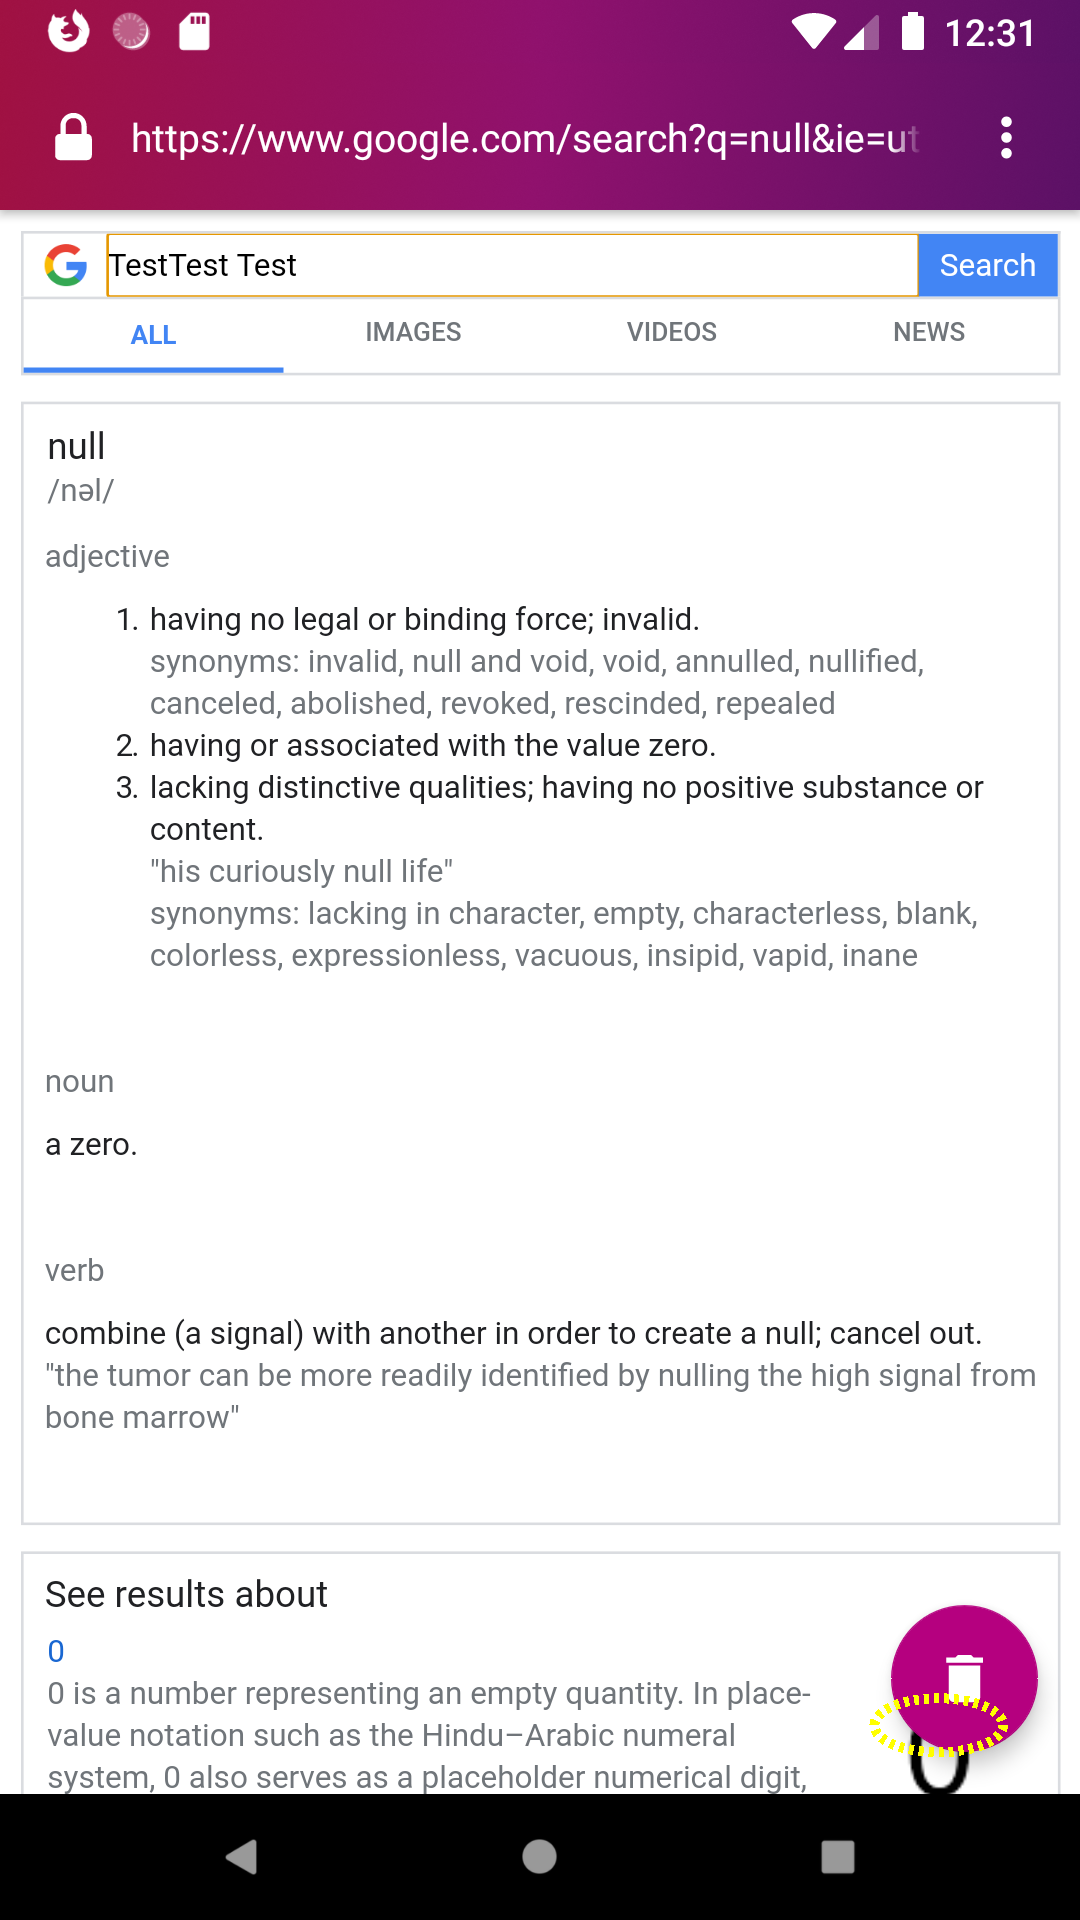 12:31
https://www.google.com/search?q=null&ie=ut
TestTest Test
Search
ALL
IMAGES
VIDEOS
NEWS
null
/nəl/
adjective
1. having no legal or binding force; invalid.
synonyms: invalid, null and void, void, annulled, nullified,
canceled, abolished, revoked, rescinded, repealed
2. having or associated with the value zero.
3. lacking distinctive qualities; having no positive substance or
content.
"his curiously null life"
synonyms: lacking in character, empty, characterless, blank,
colorless, expressionless, vacuous, insipid, vapid, inane
noun
a zero.
verb
combine (a signal) with another in order to create a null; cancel out.
"the tumor can be more readily identified by nulling the high signal from
bone marrow"
See results about
0
0 is a number representing an empty quantity. In place-
value notation such as the Hindu–Arabic numeral
system, 0 also serves as a placeholder numerical digit,